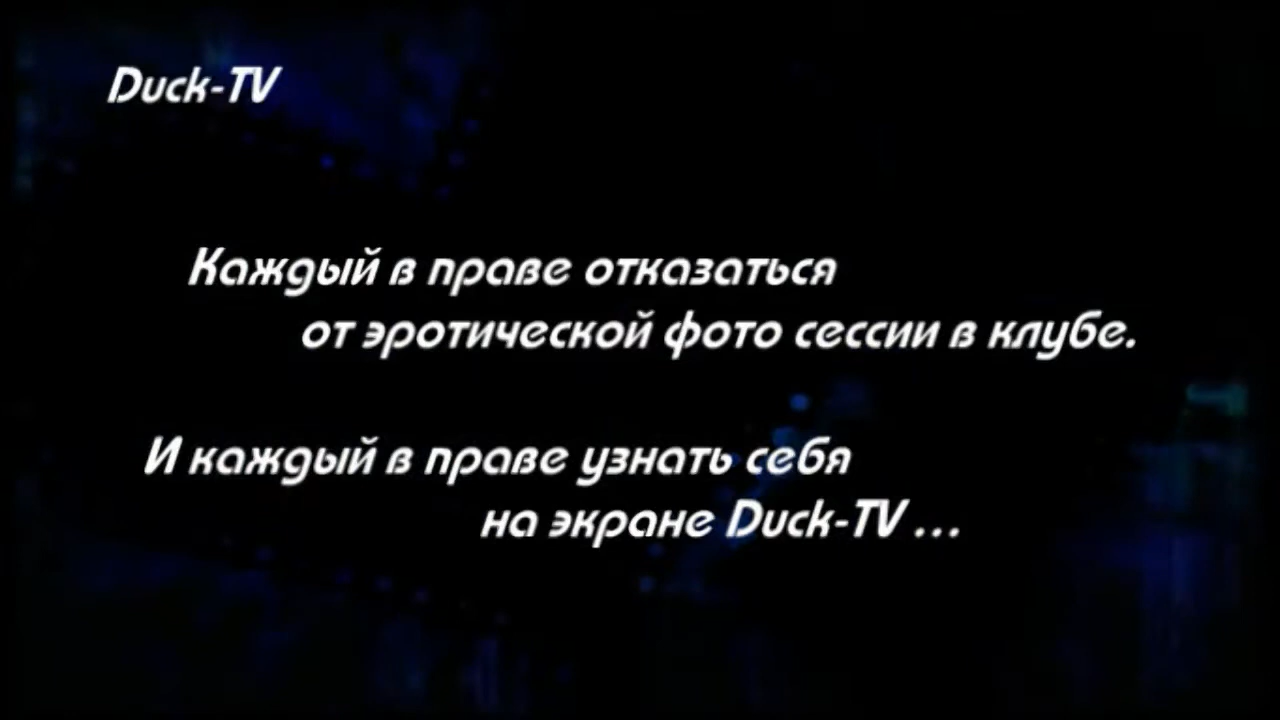 Duck-TV
Каждый в праве отказаться
от эротической фото сессии в клубе.
И каждый в праве узнать себя
на экране Duck-TV ...